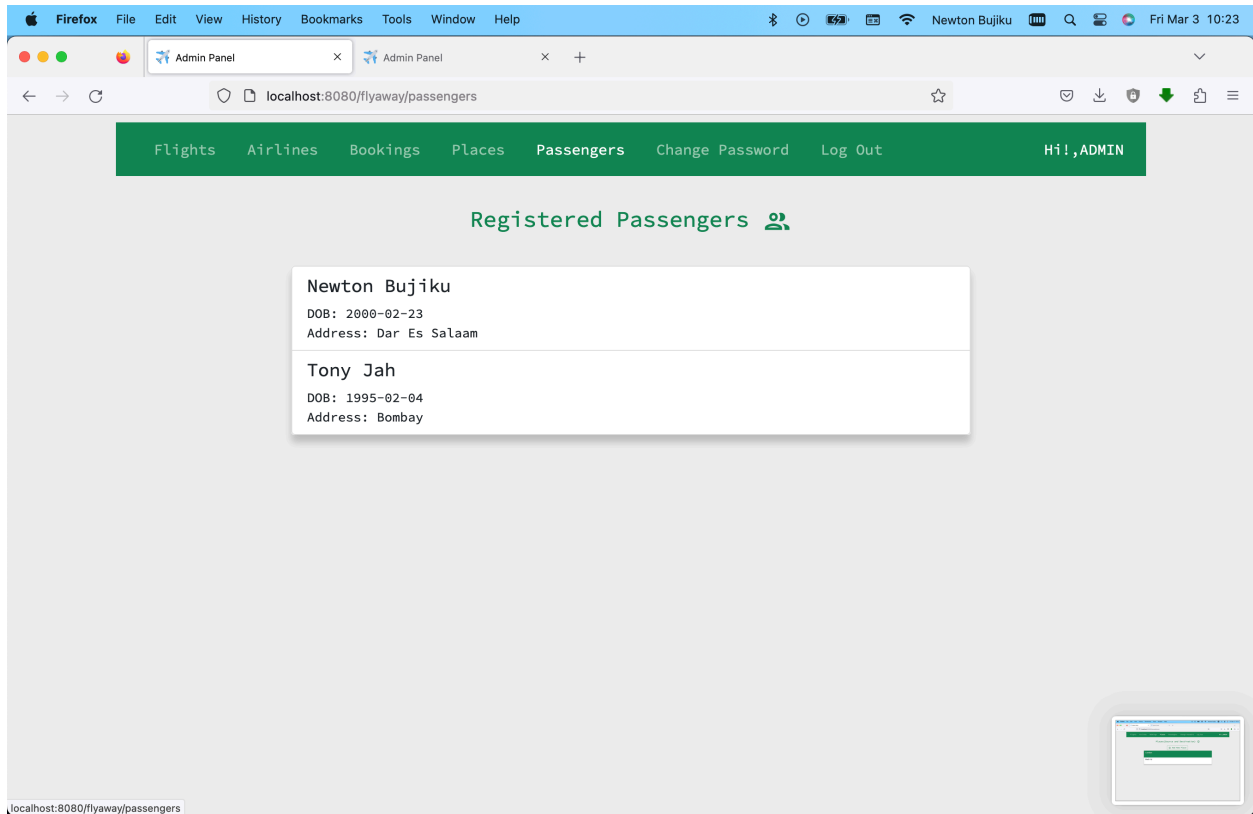 Firefox File Edit View History Bookmarks Tools Window Help Newton Bujiku Fri Mar 3 10:23
Admin Panel Admin Panel
localhost:8080/flyaway/passengers
Flights Airlines Bookings Places Passengers Change Password Log Out Hi!,ADMIN
Registered Passengers
Newton Bujiku
DOB: 2000-02-23
Address: Dar Es Salaam
Tony Jah
DOB: 1995-02-04
Address: Bombay
localhost:8080/flyaway/passengers